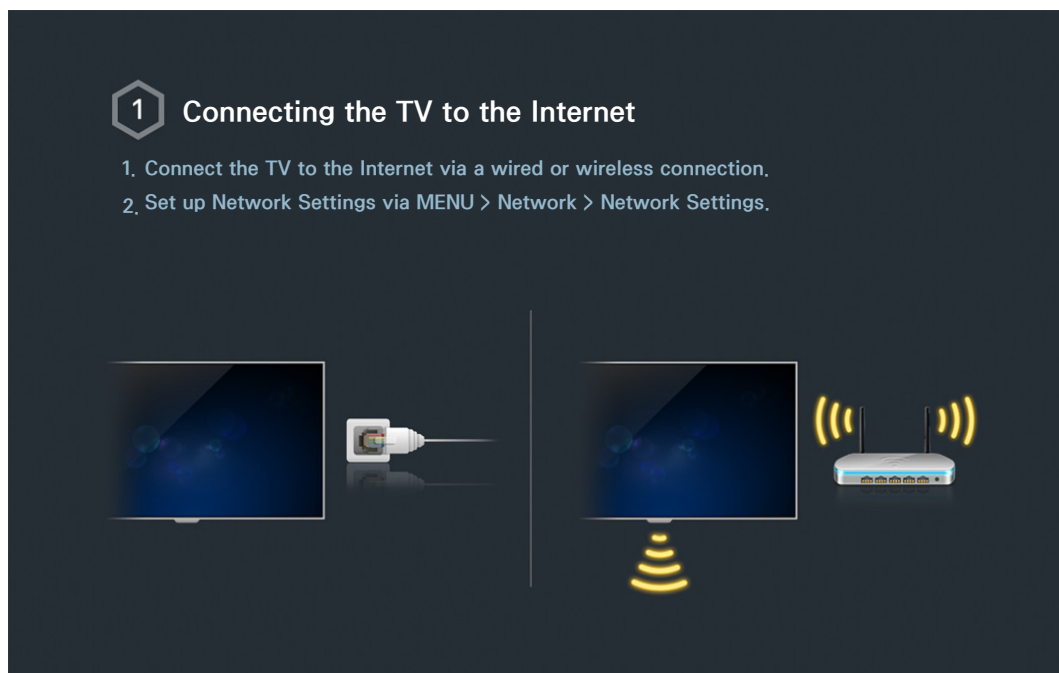 1 Connecting the TV to the Internet
1. Connect the TV to the Internet via a wired or wireless connection.
2. Set up Network Settings via MENU > Network > Network Settings.